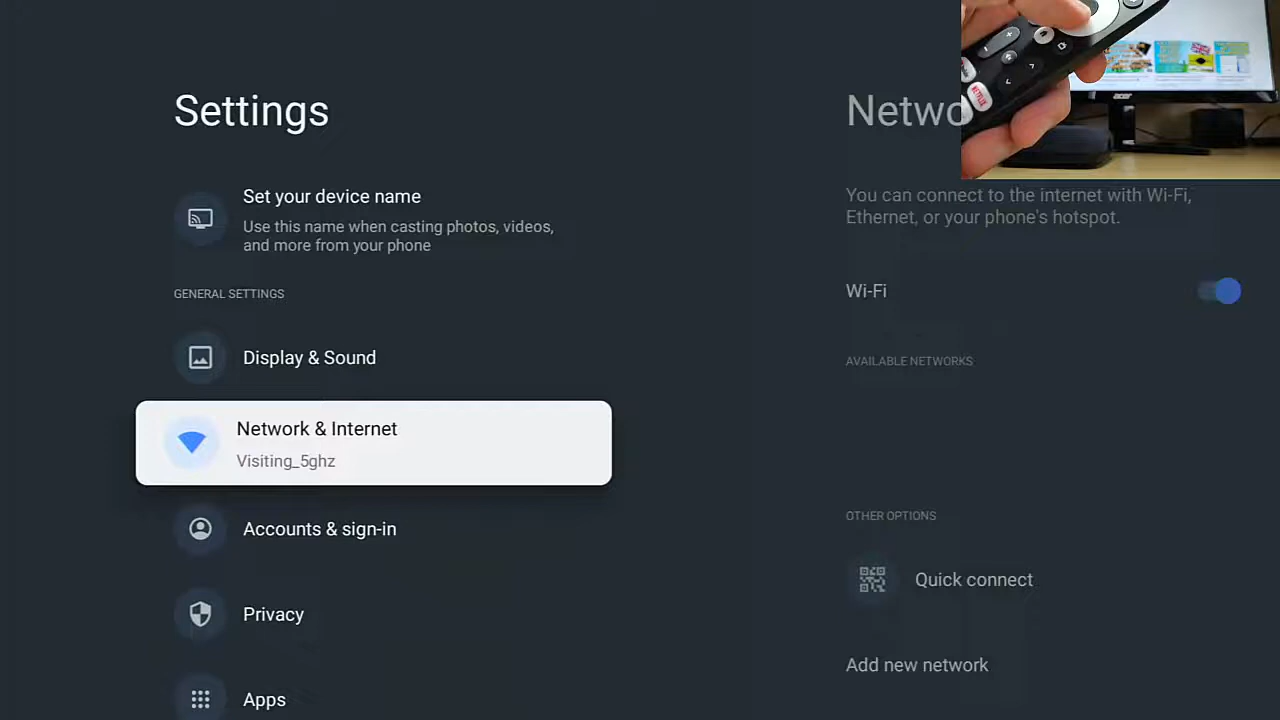 Settings
Set your device name
Use this name when casting photos, videos,
and more from your phone
GENERAL SETTINGS
Display & Sound
Network & Internet
Visiting_5ghz
Accounts & sign-in
Privacy
Apps
Netwo
You can connect to the internet with Wi-Fi,
Ethernet, or your phone's hotspot.
Wi-Fi
AVAILABLE NETWORKS
OTHER OPTIONS
Quick connect
Add new network
NETFLIX
acer